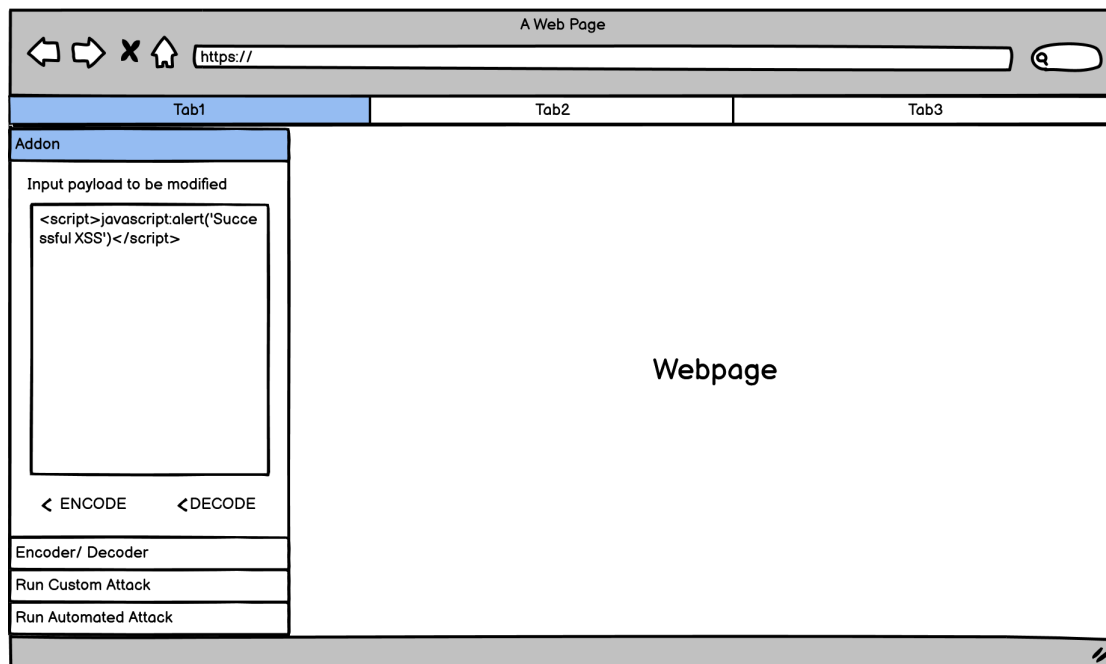 A Web Page
https://
Tab1 Tab2 Tab3
Addon
Input payload to be modified
<script>javascript:alert('Succe
ssful XSS')</script>
Webpage
< ENCODE <DECODE
Encoder/ Decoder
Run Custom Attack
Run Automated Attack